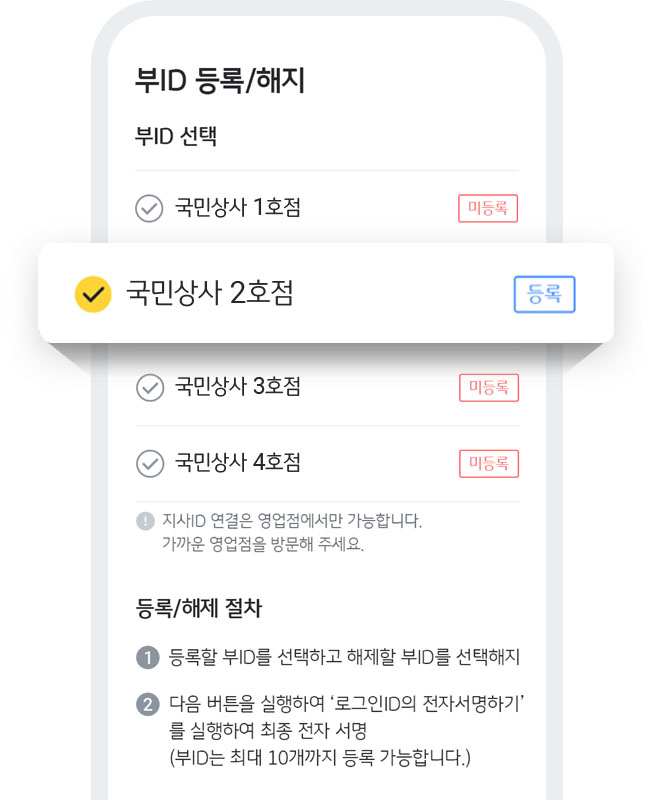 부ID 등록/해지
부ID 선택
국민상사 1호점 미등록
국민상사 2호점 등록
국민상사 3호점 미등록
국민상사 4호점 미등록
! 지사ID 연결은 영업점에서만 가능합니다.
가까운 영업점을 방문해 주세요.
등록/해제 절차
1 등록할 부ID를 선택하고 해제할 부ID를 선택해지
2 다음 버튼을 실행하여 ‘로그인ID의 전자서명하기’
를 실행하여 최종 전자 서명
(부ID는 최대 10개까지 등록 가능합니다.)